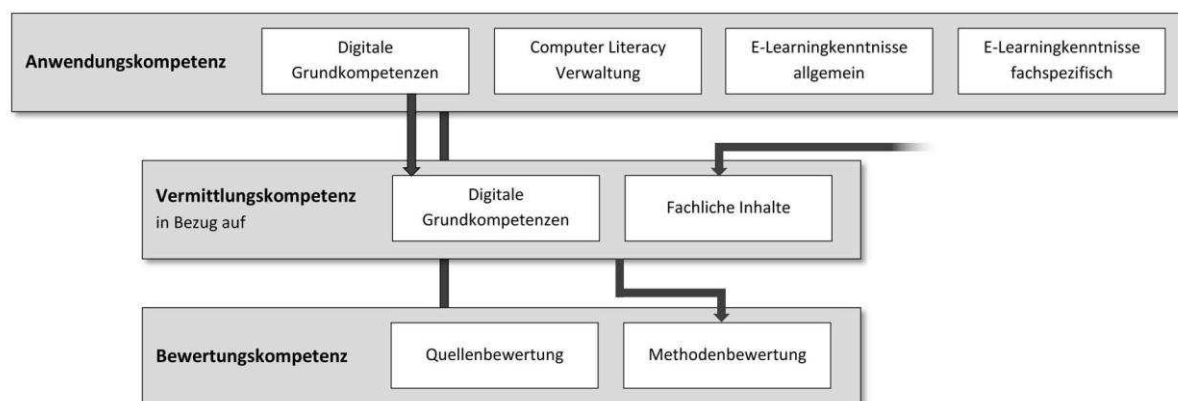 Anwendungskompetenz
Digitale
Grundkompetenzen
Computer Literacy
Verwaltung
E-Learningkenntnisse
allgemein
E-Learningkenntnisse
fachspezifisch
Vermittlungskompetenz
in Bezug auf
Digitale
Grundkompetenzen
Fachliche Inhalte
Bewertungskompetenz
Quellenbewertung
Methodenbewertung